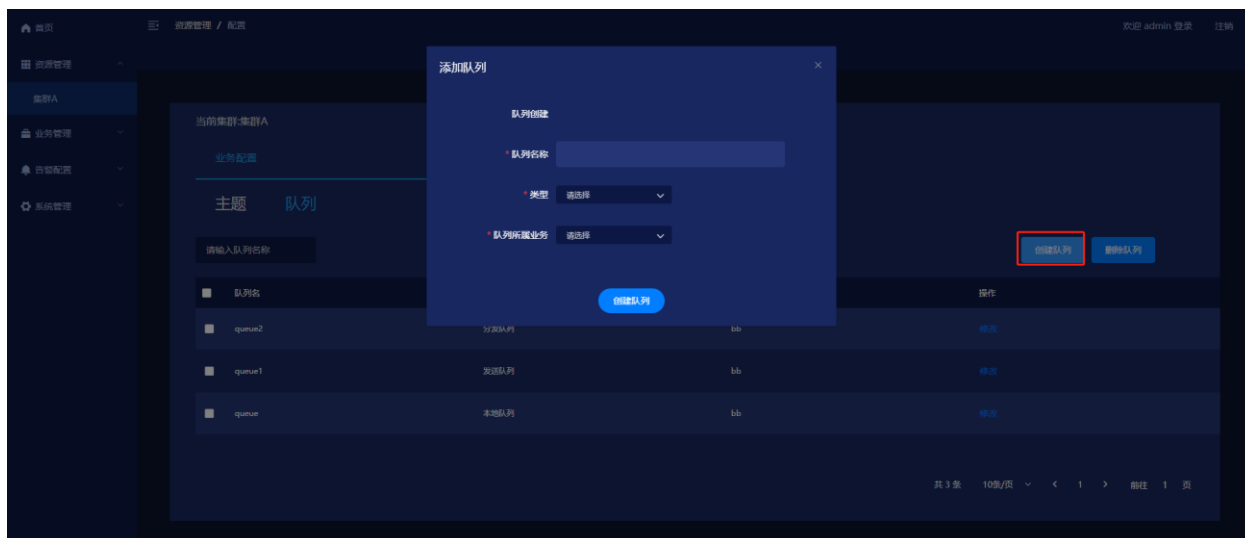 首页
资源管理 / 配置
欢迎 admin 登录
注销
资源管理
集群A
业务管理
告警配置
系统管理
当前集群:集群A
业务配置
主题
队列
请输入队列名称
创建队列
删除队列
添加队列
×
队列创建
* 队列名称
* 类型
请选择
* 队列所属业务
请选择
创建队列
队列名
操作
queue2
分发队列
bb
修改
queue1
发送队列
bb
修改
queue
本地队列
bb
修改
共 3 条
10条/页
1
前往 1 页